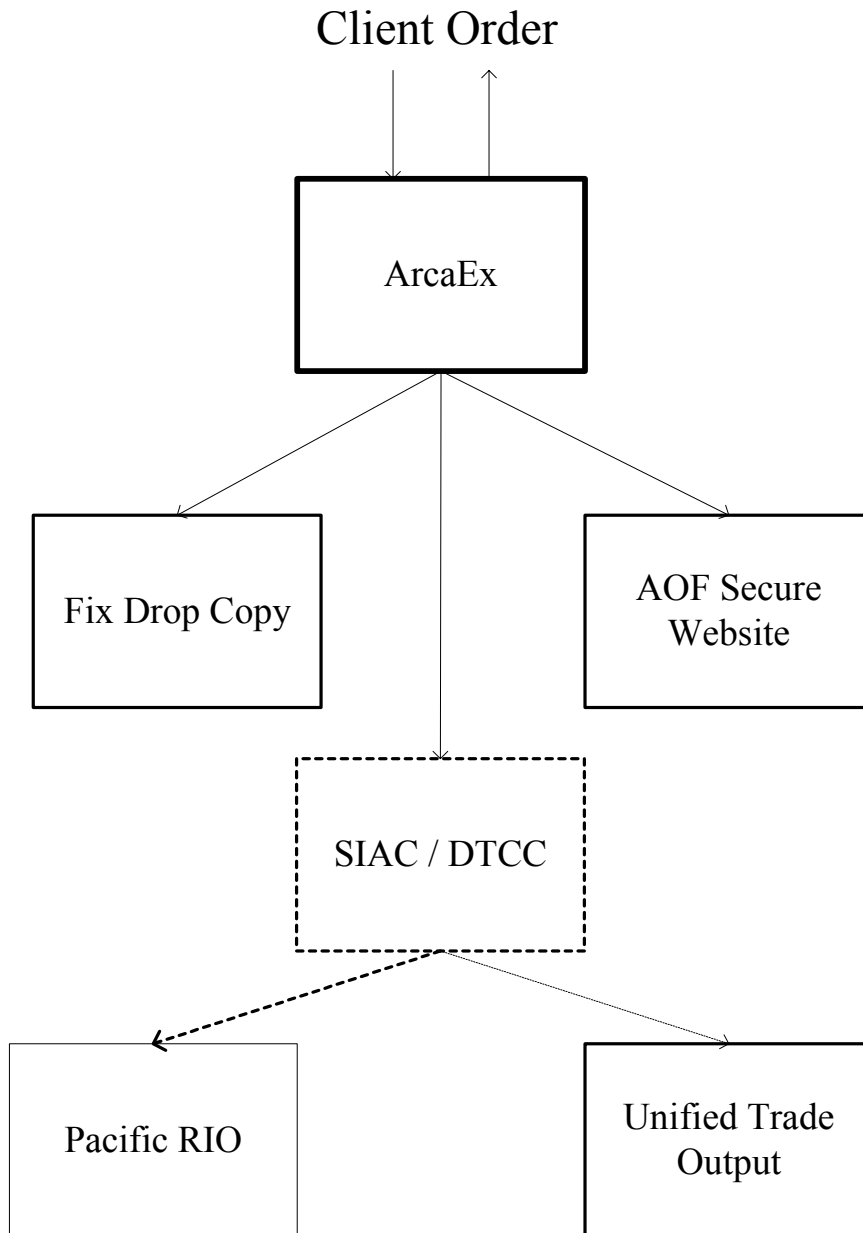 Client Order
ArcaEx
Fix Drop Copy
AOF Secure
Website
SIAC / DTCC
Pacific RIO
Unified Trade
Output